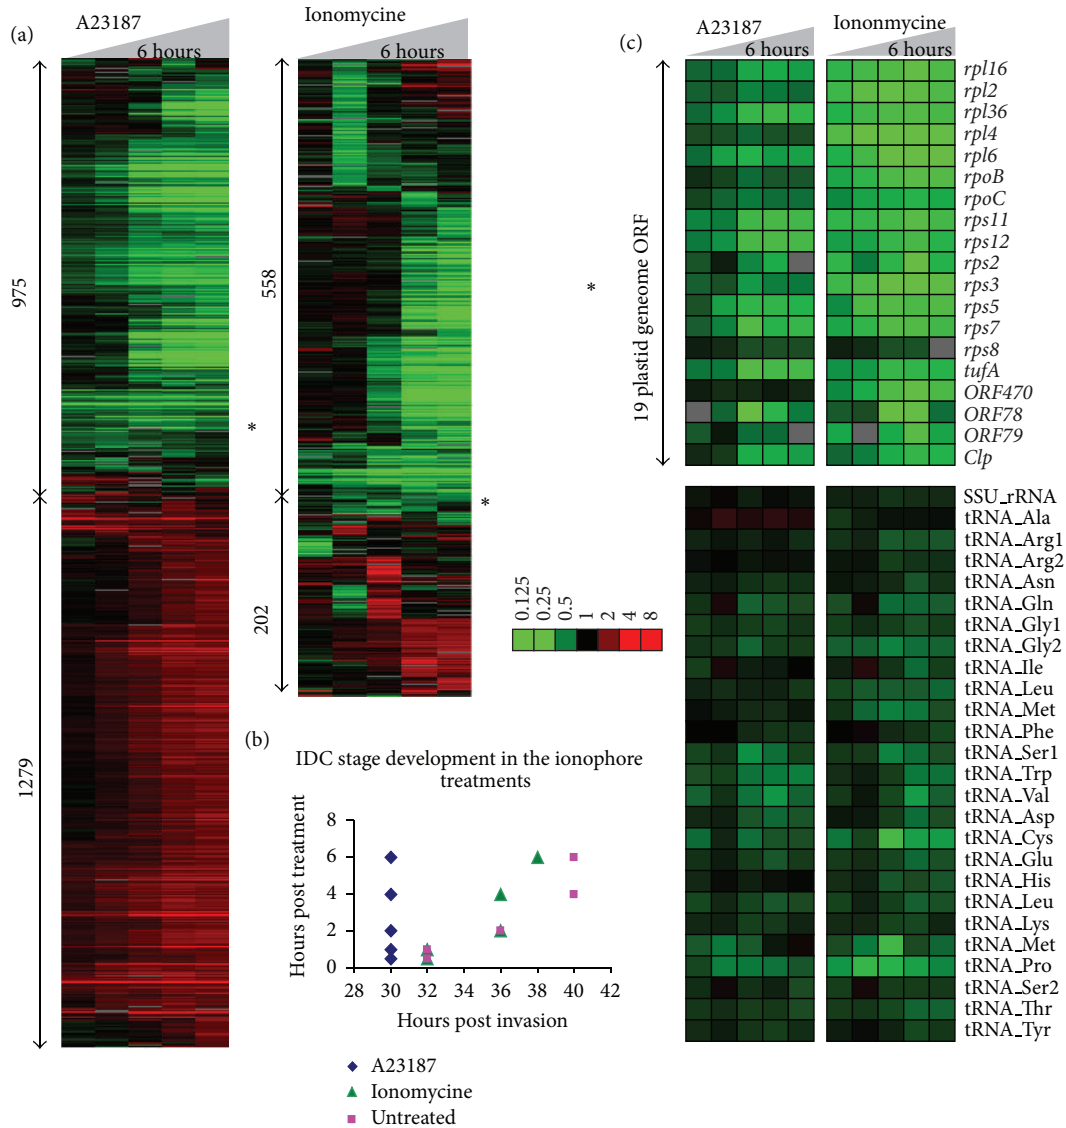 (a)
A23187
6 hours
975
1279
*
Ionomycine
6 hours
558
202
*
0.125
0.25
0.5
1
2
4
8
(b)
IDC stage development in the ionophore
treatments
Hours post treatment
8
6
4
2
0
28 30 32 34 36 38 40 42
Hours post invasion
A23187
Ionomycine
Untreated
*
(c)
A23187
6 hours
Iononmycine
6 hours
19 plastid geneome ORF
rpl16
rpl2
rpl36
rpl4
rpl6
rpoB
rpoC
rps11
rps12
rps2
rps3
rps5
rps7
rps8
tufA
ORF470
ORF78
ORF79
Clp
SSU_rRNA
tRNA_Ala
tRNA_Arg1
tRNA_Arg2
tRNA_Asn
tRNA_Gln
tRNA_Gly1
tRNA_Gly2
tRNA_Ile
tRNA_Leu
tRNA_Met
tRNA_Phe
tRNA_Ser1
tRNA_Trp
tRNA_Val
tRNA_Asp
tRNA_Cys
tRNA_Glu
tRNA_His
tRNA_Leu
tRNA_Lys
tRNA_Met
tRNA_Pro
tRNA_Ser2
tRNA_Thr
tRNA_Tyr